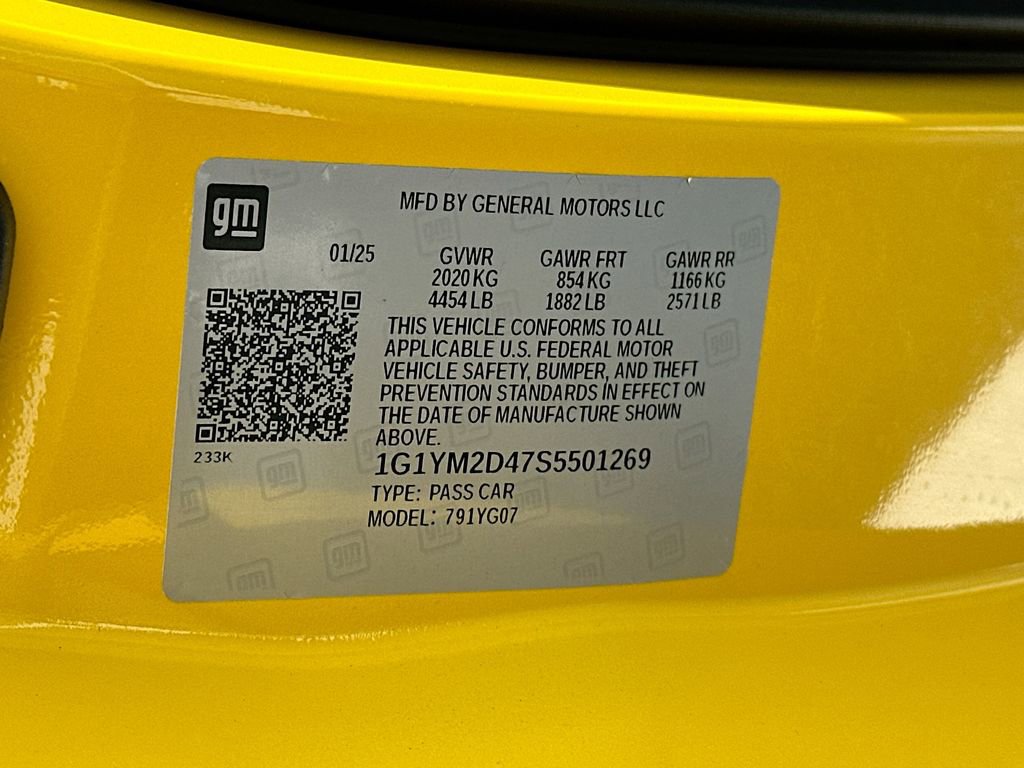 gm
MFD BY GENERAL MOTORS LLC
01/25 GVWR GAWR FRT GAWR RR
2020 KG 854 KG 1166 KG
4454 LB 1882 LB 2571 LB
THIS VEHICLE CONFORMS TO ALL
APPLICABLE U.S. FEDERAL MOTOR
VEHICLE SAFETY, BUMPER, AND THEFT
PREVENTION STANDARDS IN EFFECT ON
THE DATE OF MANUFACTURE SHOWN
ABOVE.
233K
1G1YM2D47S5501269
TYPE: PASS CAR
MODEL: 791YG07